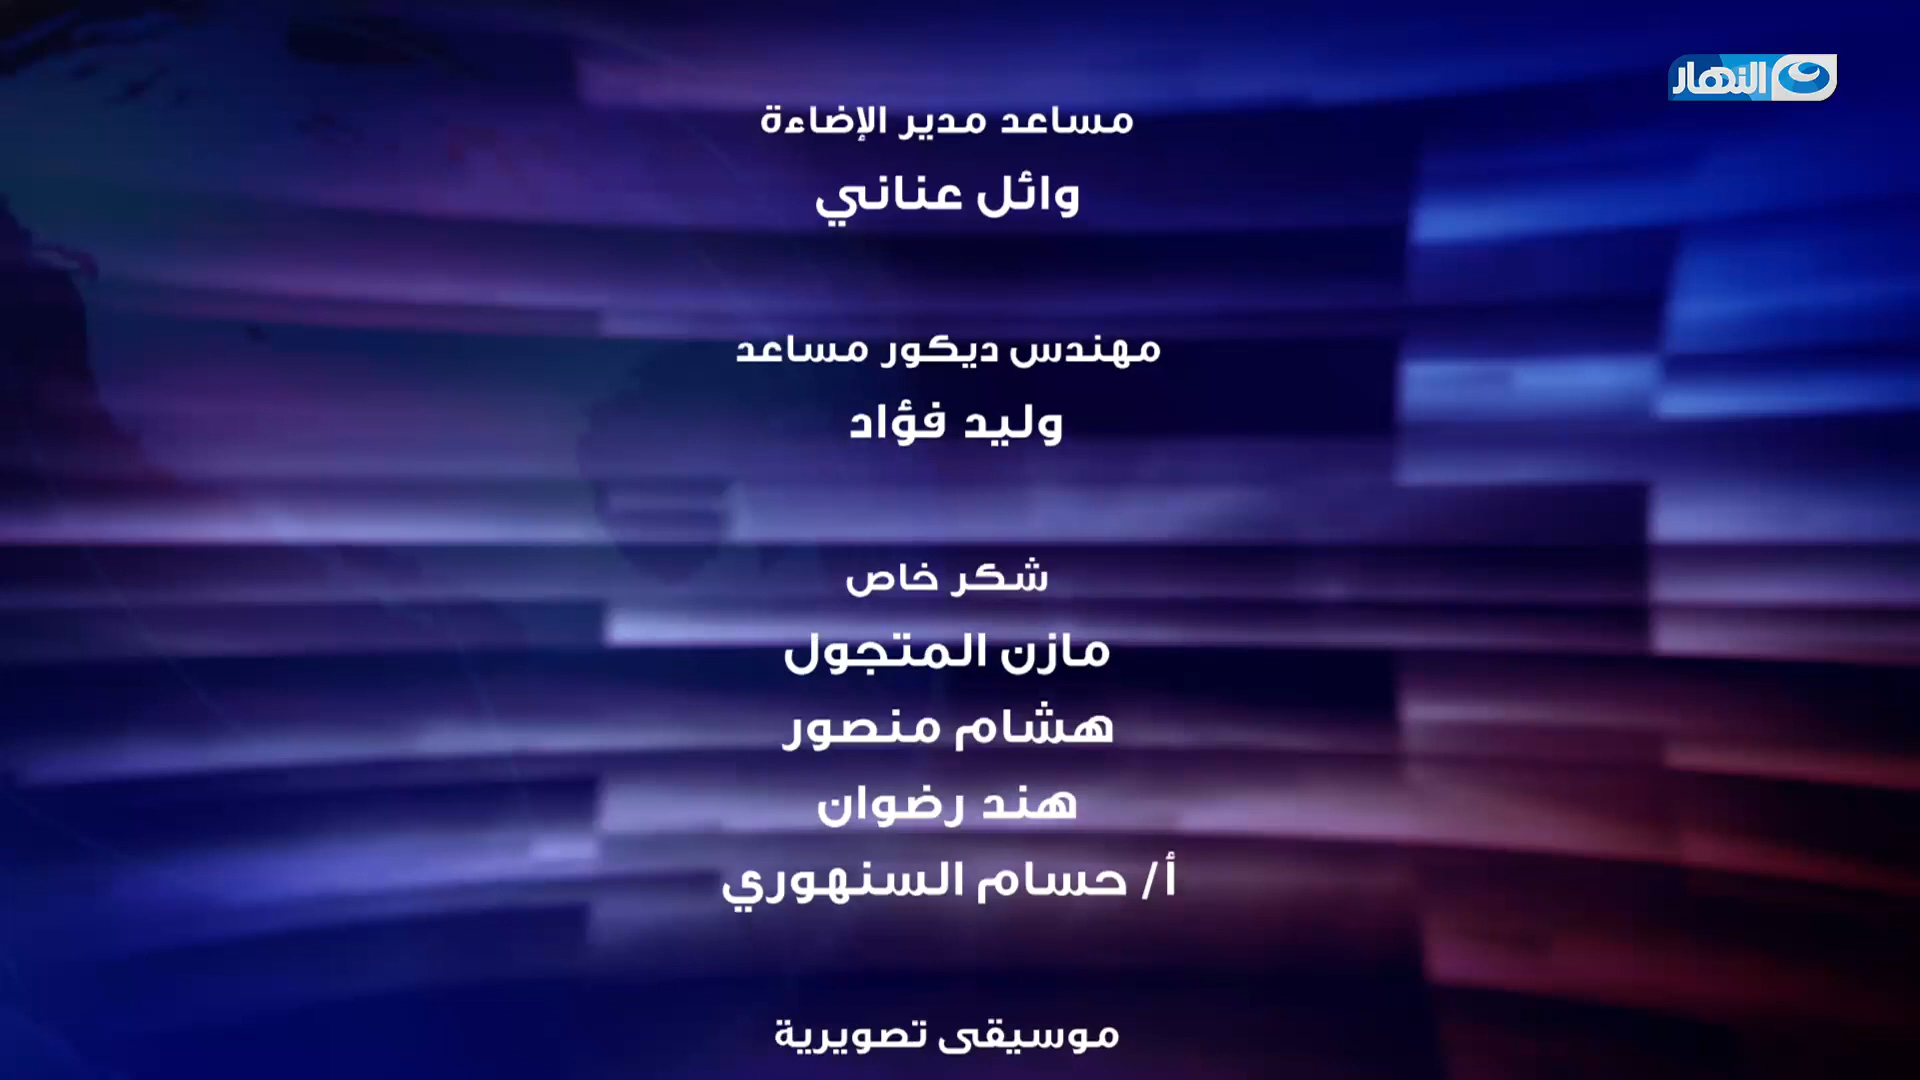 النهار
مساعد مدير الإضاءة
وائل عناني
مهندس ديكور مساعد
وليد فؤاد
شكر خاص
مازن المتجول
هشام منصور
هند رضوان
أ/ حسام السنهوري
موسيقى تصويرية